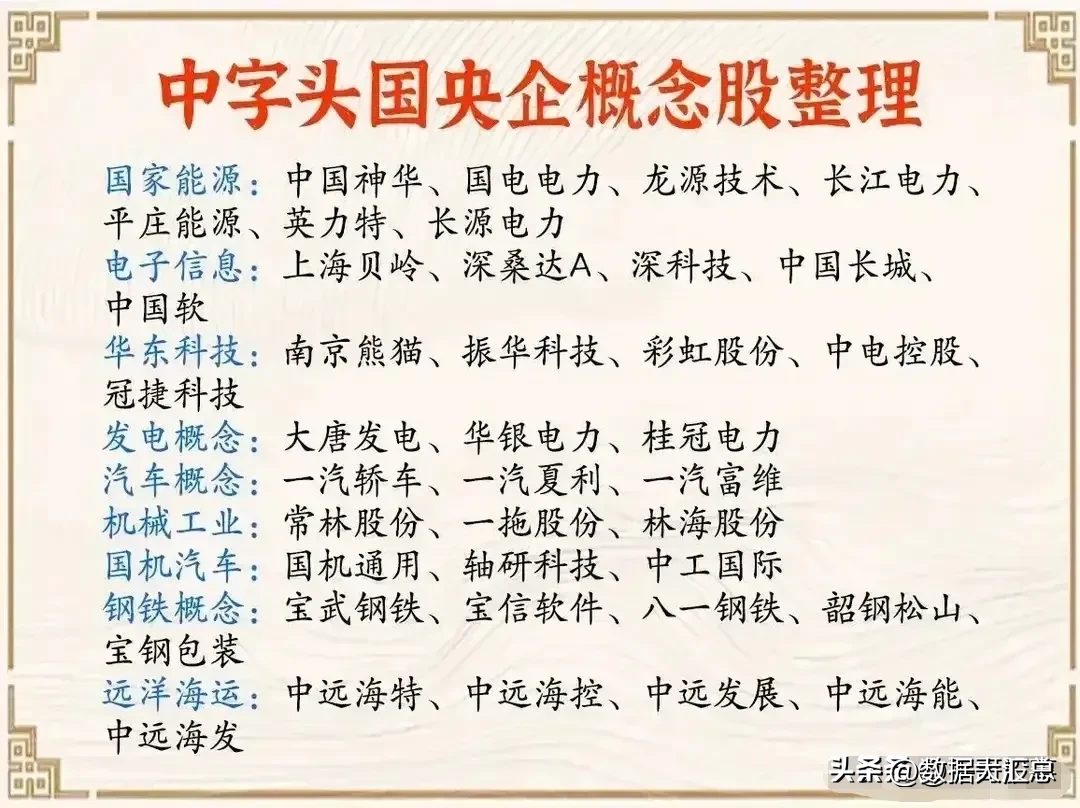 中字头国央企概念股整理
国家能源：中国神华、国电电力、龙源技术、长江电力、
平庄能源、英力特、长源电力
电子信息：上海贝岭、深桑达A、深科技、中国长城、
中国软
华东科技：南京熊猫、振华科技、彩虹股份、中电控股、
冠捷科技
发电概念：大唐发电、华银电力、桂冠电力
汽车概念：一汽轿车、一汽夏利、一汽富维
机械工业：常林股份、一拖股份、林海股份
国机汽车：国机通用、轴研科技、中工国际
钢铁概念：宝武钢铁、宝信软件、八一钢铁、韶钢松山、
宝钢包装
远洋海运：中远海特、中远海控、中远发展、中远海能、
中远海发
头条 @数据大汇总